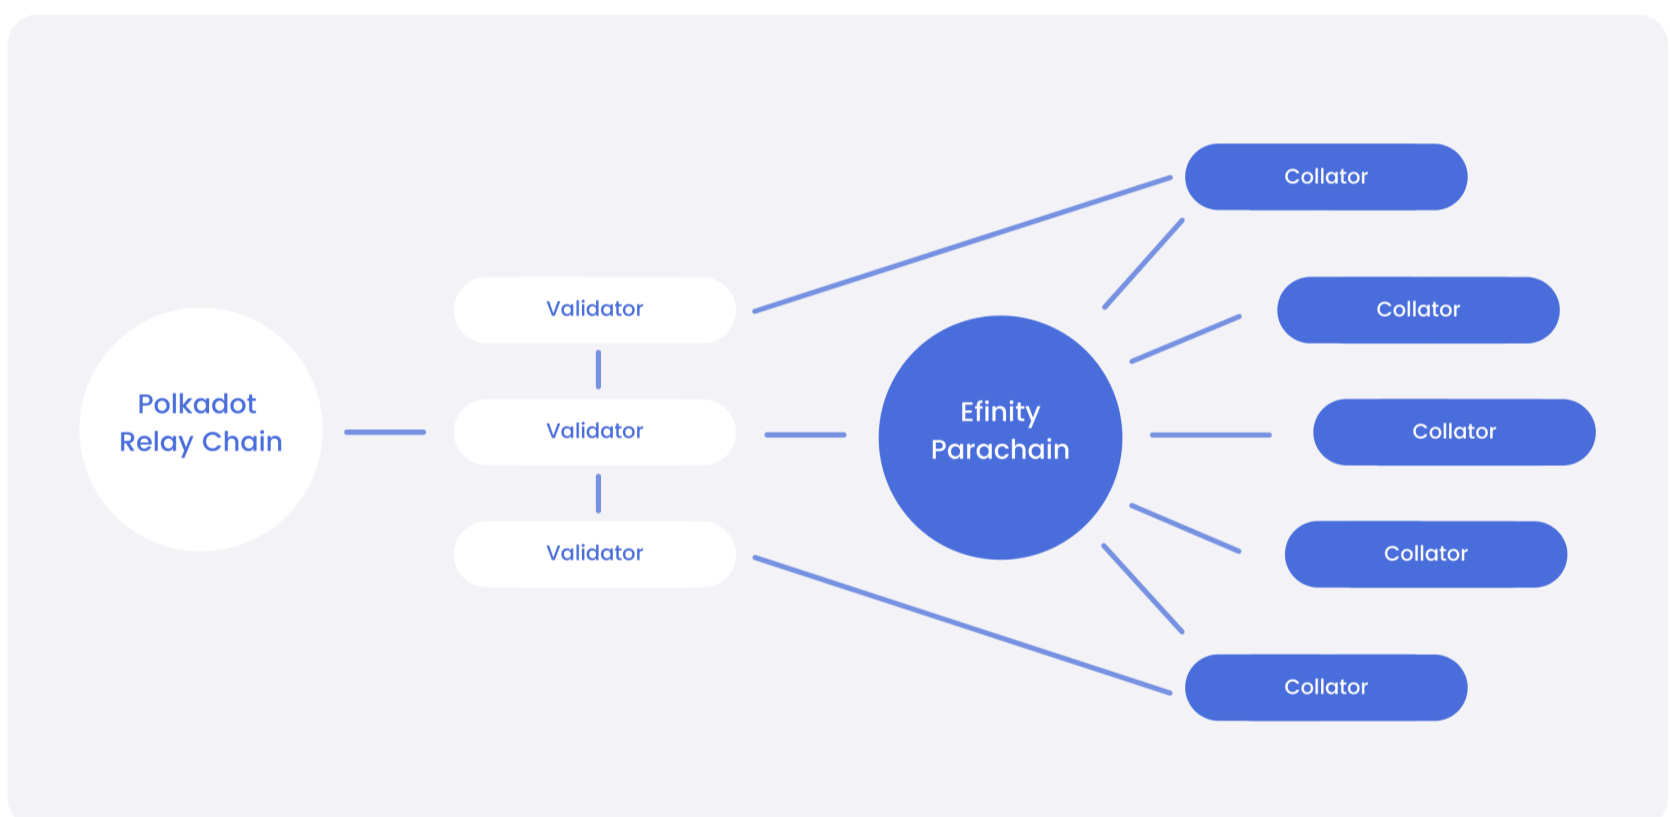 Polkadot
Relay Chain
Validator
Validator
Validator
Efinity
Parachain
Collator
Collator
Collator
Collator
Collator